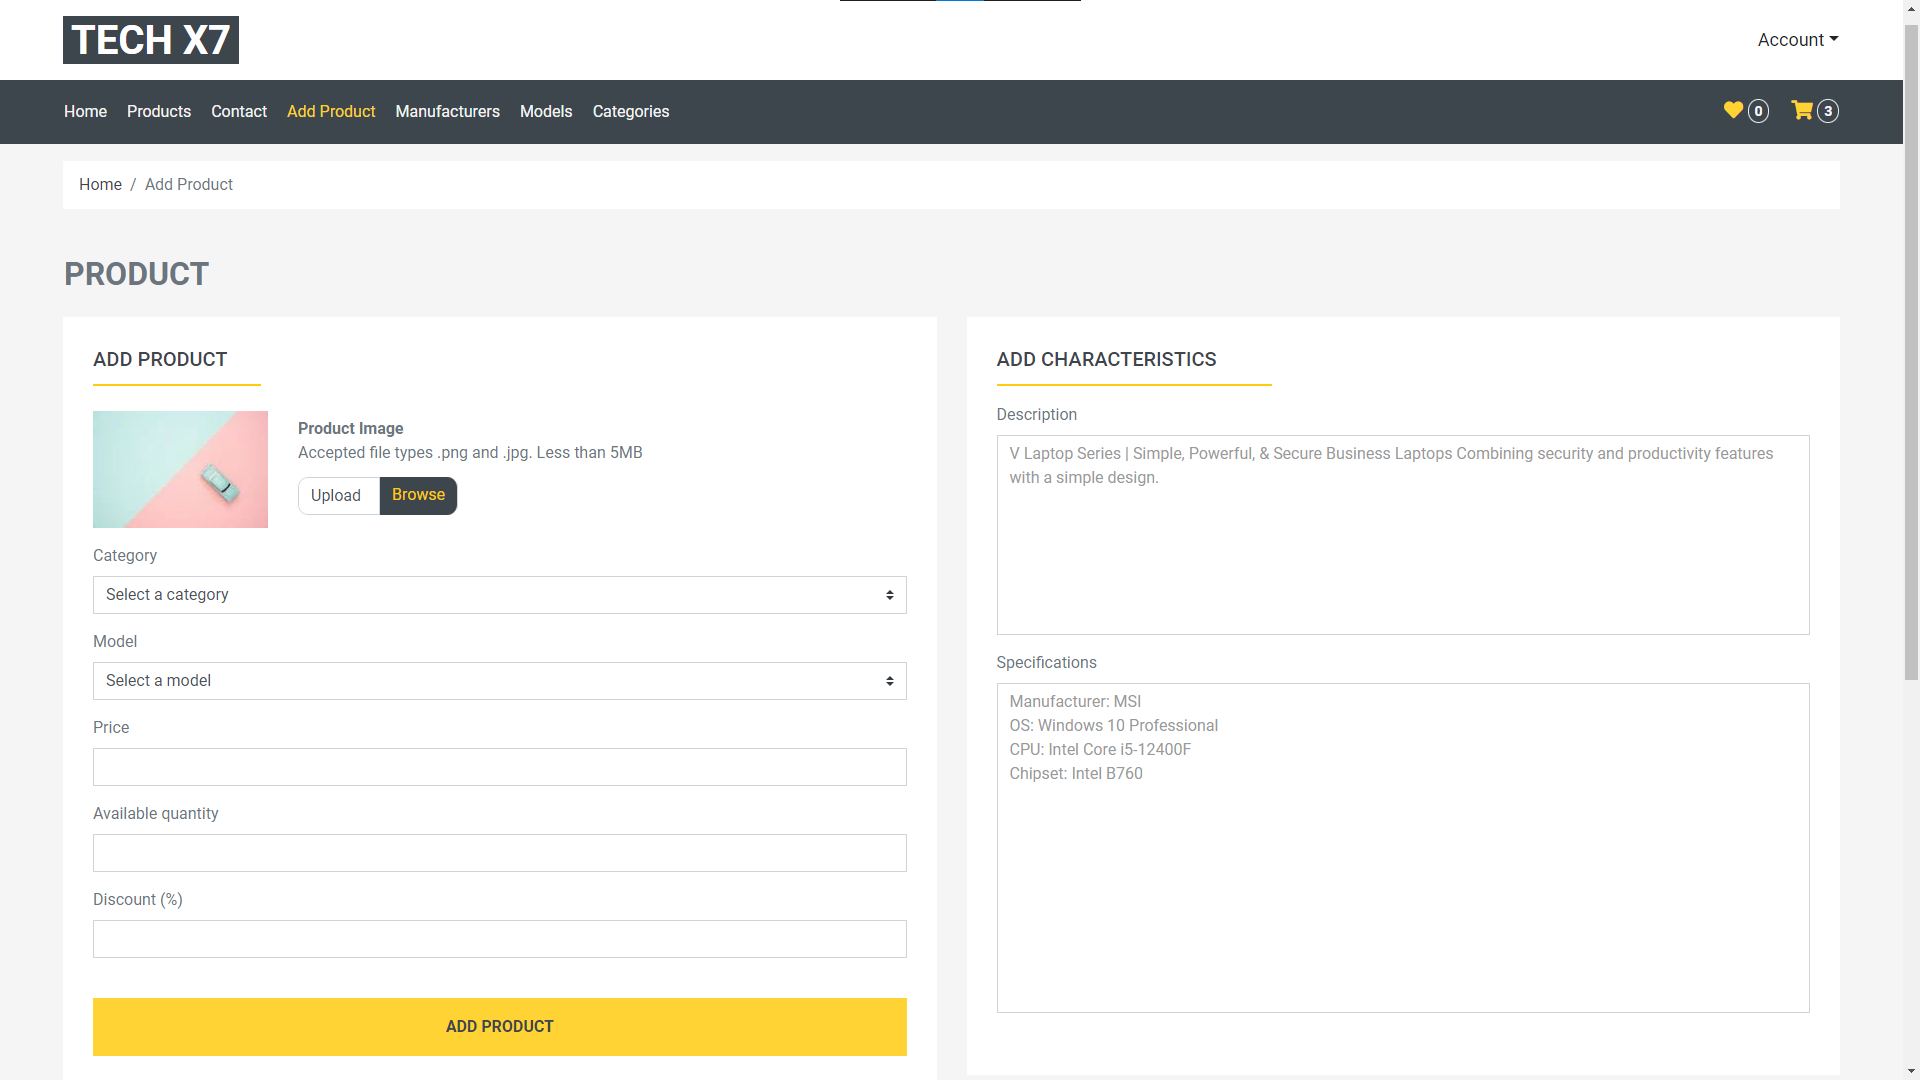 TECH X7
Account
Home Products Contact Add Product Manufacturers Models Categories
0
3
Home / Add Product
PRODUCT
ADD PRODUCT
Product Image
Accepted file types .png and .jpg. Less than 5MB
Upload Browse
Category
Select a category
Model
Select a model
Price
Available quantity
Discount (%)
ADD PRODUCT
ADD CHARACTERISTICS
Description
V Laptop Series | Simple, Powerful, & Secure Business Laptops Combining security and productivity features
with a simple design.
Specifications
Manufacturer: MSI
OS: Windows 10 Professional
CPU: Intel Core i5-12400F
Chipset: Intel B760